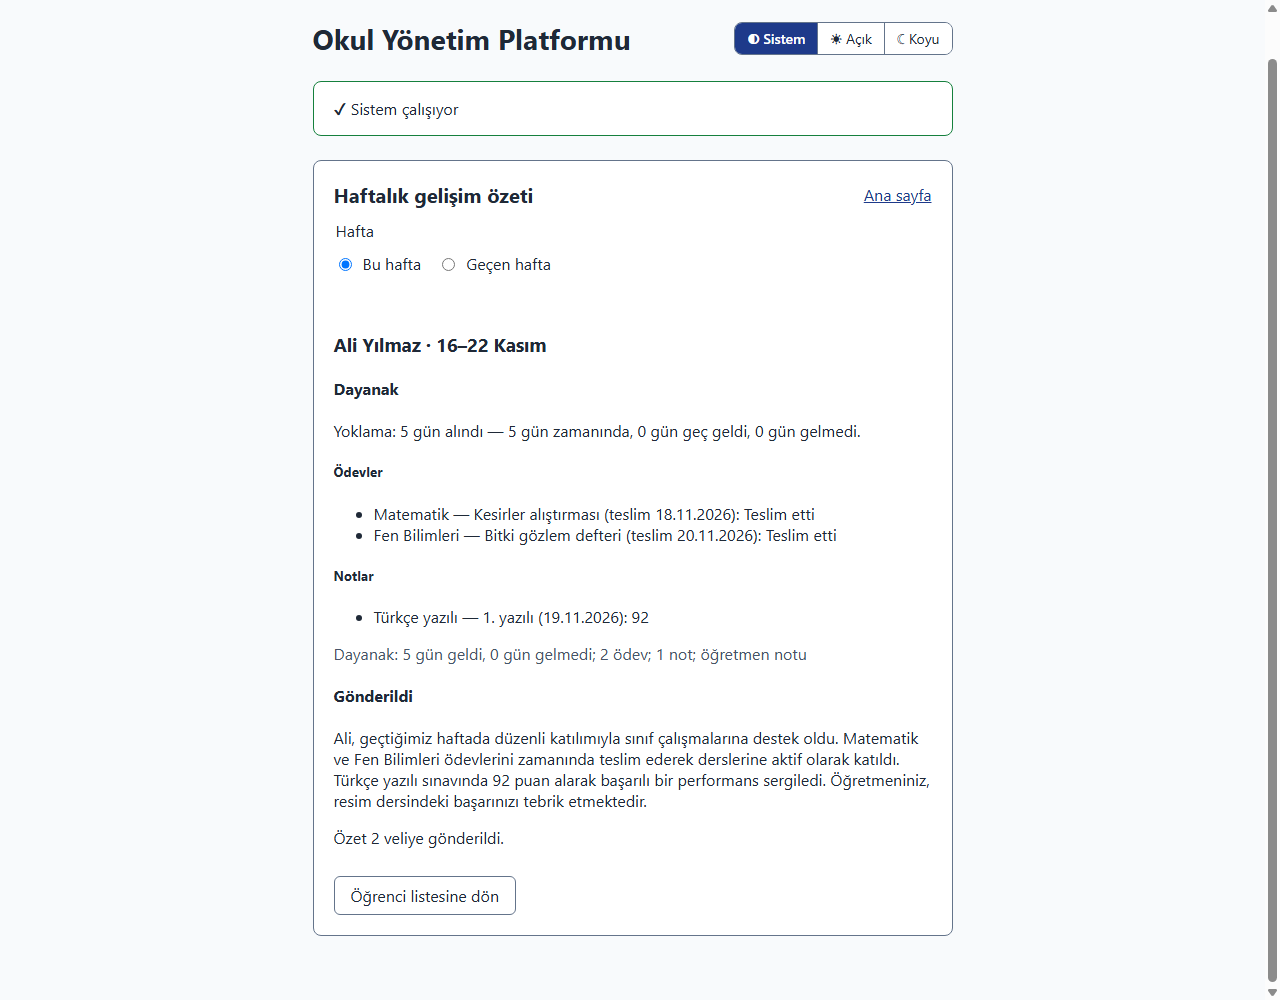 Okul Yönetim Platformu
Sistem
Açık
Koyu
✓ Sistem çalışıyor
Haftalık gelişim özeti
Ana sayfa
Hafta
Bu hafta
Geçen hafta
Ali Yılmaz · 16–22 Kasım
Dayanak
Yoklama: 5 gün alındı — 5 gün zamanında, 0 gün geç geldi, 0 gün gelmedi.
Ödevler
Matematik — Kesirler alıştırması (teslim 18.11.2026): Teslim etti
Fen Bilimleri — Bitki gözlem defteri (teslim 20.11.2026): Teslim etti
Notlar
Türkçe yazılı — 1. yazılı (19.11.2026): 92
Dayanak: 5 gün geldi, 0 gün gelmedi; 2 ödev; 1 not; öğretmen notu
Gönderildi
Ali, geçtiğimiz haftada düzenli katılımıyla sınıf çalışmalarına destek oldu. Matematik
ve Fen Bilimleri ödevlerini zamanında teslim ederek derslerine aktif olarak katıldı.
Türkçe yazılı sınavında 92 puan alarak başarılı bir performans sergiledi. Öğretmeniniz,
resim dersindeki başarınızı tebrik etmektedir.
Özet 2 veliye gönderildi.
Öğrenci listesine dön